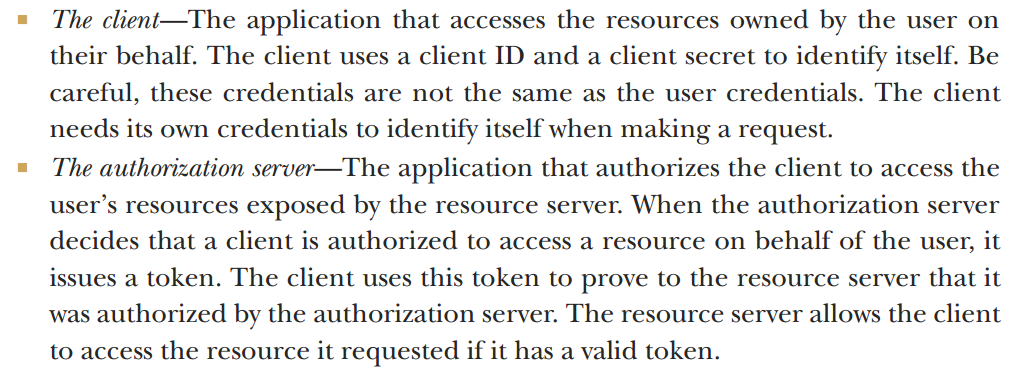 ▪ The client—The application that accesses the resources owned by the user on
their behalf. The client uses a client ID and a client secret to identify itself. Be
careful, these credentials are not the same as the user credentials. The client
needs its own credentials to identify itself when making a request.
▪ The authorization server—The application that authorizes the client to access the
user’s resources exposed by the resource server. When the authorization server
decides that a client is authorized to access a resource on behalf of the user, it
issues a token. The client uses this token to prove to the resource server that it
was authorized by the authorization server. The resource server allows the client
to access the resource it requested if it has a valid token.